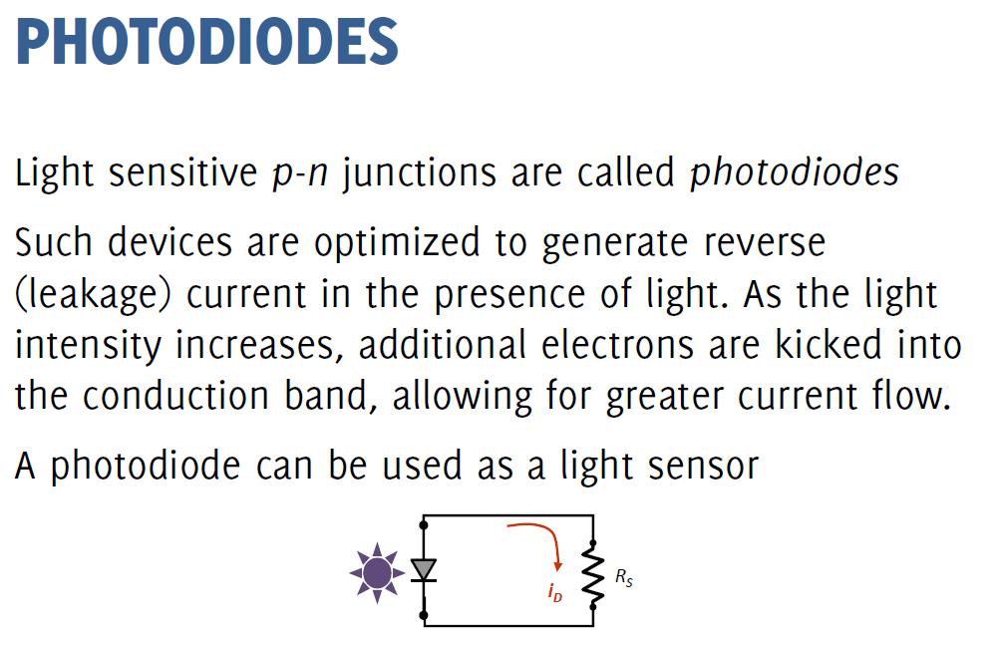 PHOTODIODES
Light sensitive p-n junctions are called photodiodes
Such devices are optimized to generate reverse
(leakage) current in the presence of light. As the light
intensity increases, additional electrons are kicked into
the conduction band, allowing for greater current flow.
A photodiode can be used as a light sensor
iD
RS